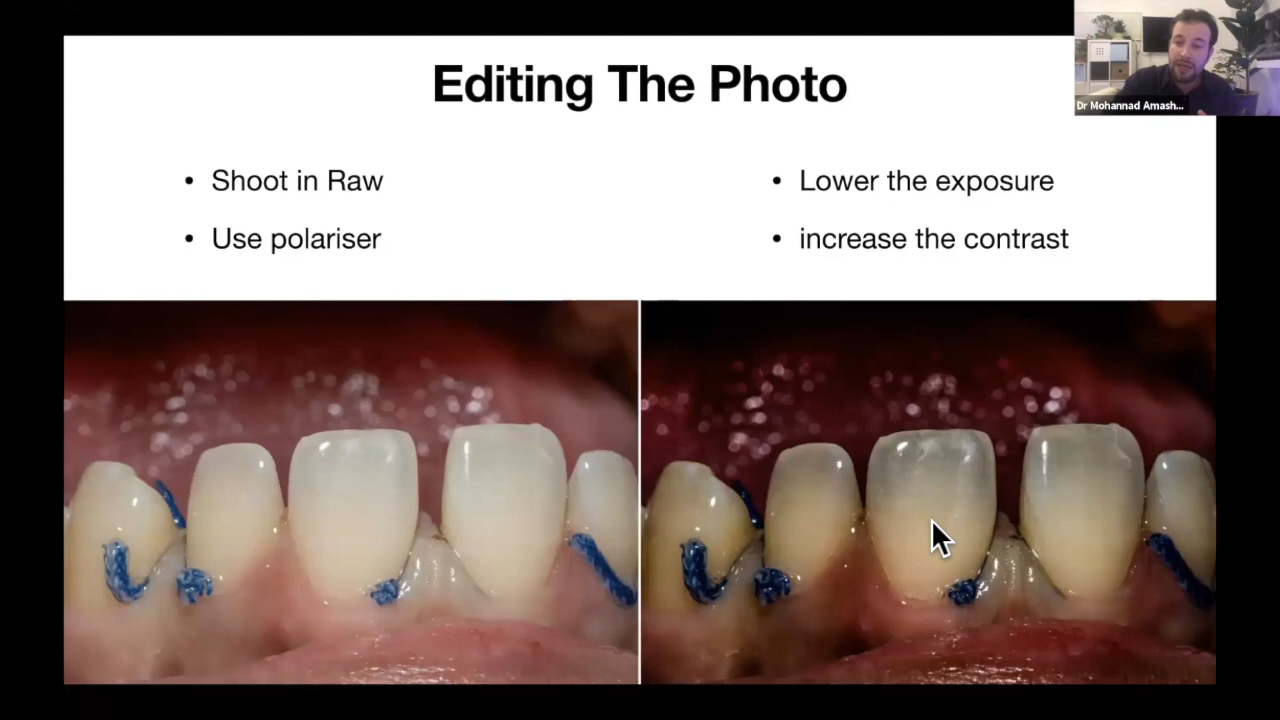 Editing The Photo
• Shoot in Raw
• Use polariser
• Lower the exposure
• increase the contrast
Dr Mohannad Amash...